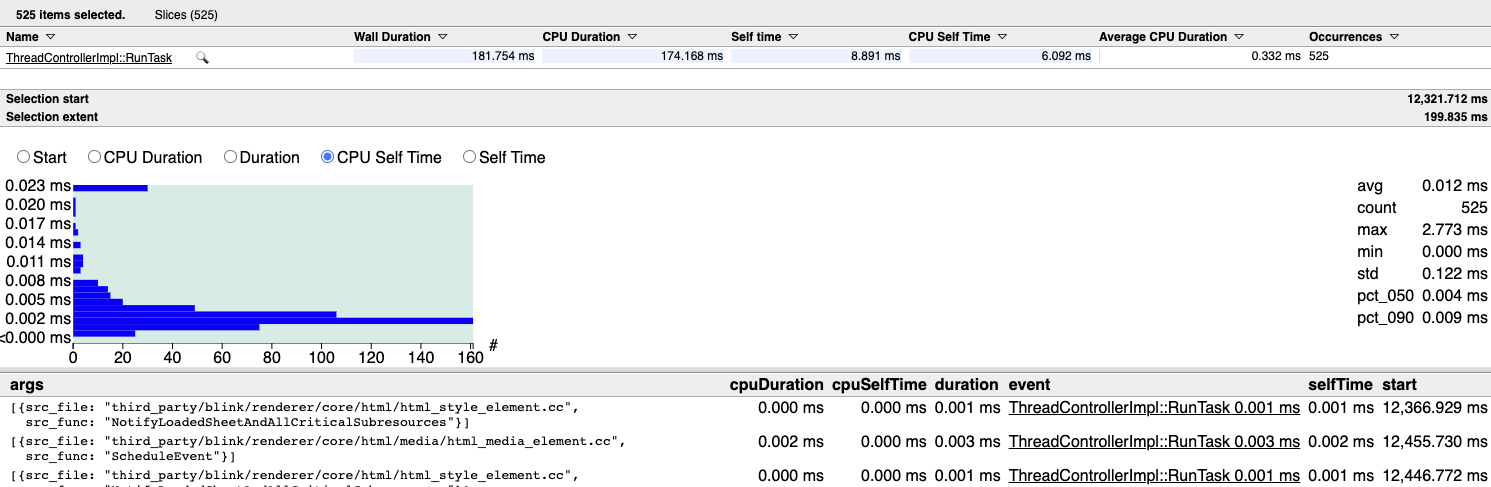 525 items selected. Slices (525)
Name ▽ Wall Duration ▽ CPU Duration ▽ Self time ▽ CPU Self Time ▽ Average CPU Duration ▽ Occurrences ▽
ThreadControllerImpl::RunTask 🔍 181.754 ms 174.168 ms 8.891 ms 6.092 ms 0.332 ms 525
Selection start 12,321.712 ms
Selection extent 199.835 ms
Start CPU Duration Duration CPU Self Time Self Time
0.023 ms
0.020 ms
0.017 ms
0.014 ms
0.011 ms
0.008 ms
0.005 ms
0.002 ms
<0.000 ms
0 20 40 60 80 100 120 140 160 #
avg 0.012 ms
count 525
max 2.773 ms
min 0.000 ms
std 0.122 ms
pct_050 0.004 ms
pct_090 0.009 ms
args cpuDuration cpuSelfTime duration event selfTime start
[{src_file: "third_party/blink/renderer/core/html/html_style_element.cc", 0.000 ms 0.000 ms 0.001 ms ThreadControllerImpl::RunTask 0.001 ms 0.001 ms 12,366.929 ms
src_func: "NotifyLoadedSheetAndAllCriticalSubresources"}]
[{src_file: "third_party/blink/renderer/core/html/media/html_media_element.cc", 0.002 ms 0.000 ms 0.003 ms ThreadControllerImpl::RunTask 0.003 ms 0.002 ms 12,455.730 ms
src_func: "ScheduleEvent"}]
[{src_file: "third_party/blink/renderer/core/html/html_style_element.cc", 0.000 ms 0.000 ms 0.001 ms ThreadControllerImpl::RunTask 0.001 ms 0.001 ms 12,446.772 ms